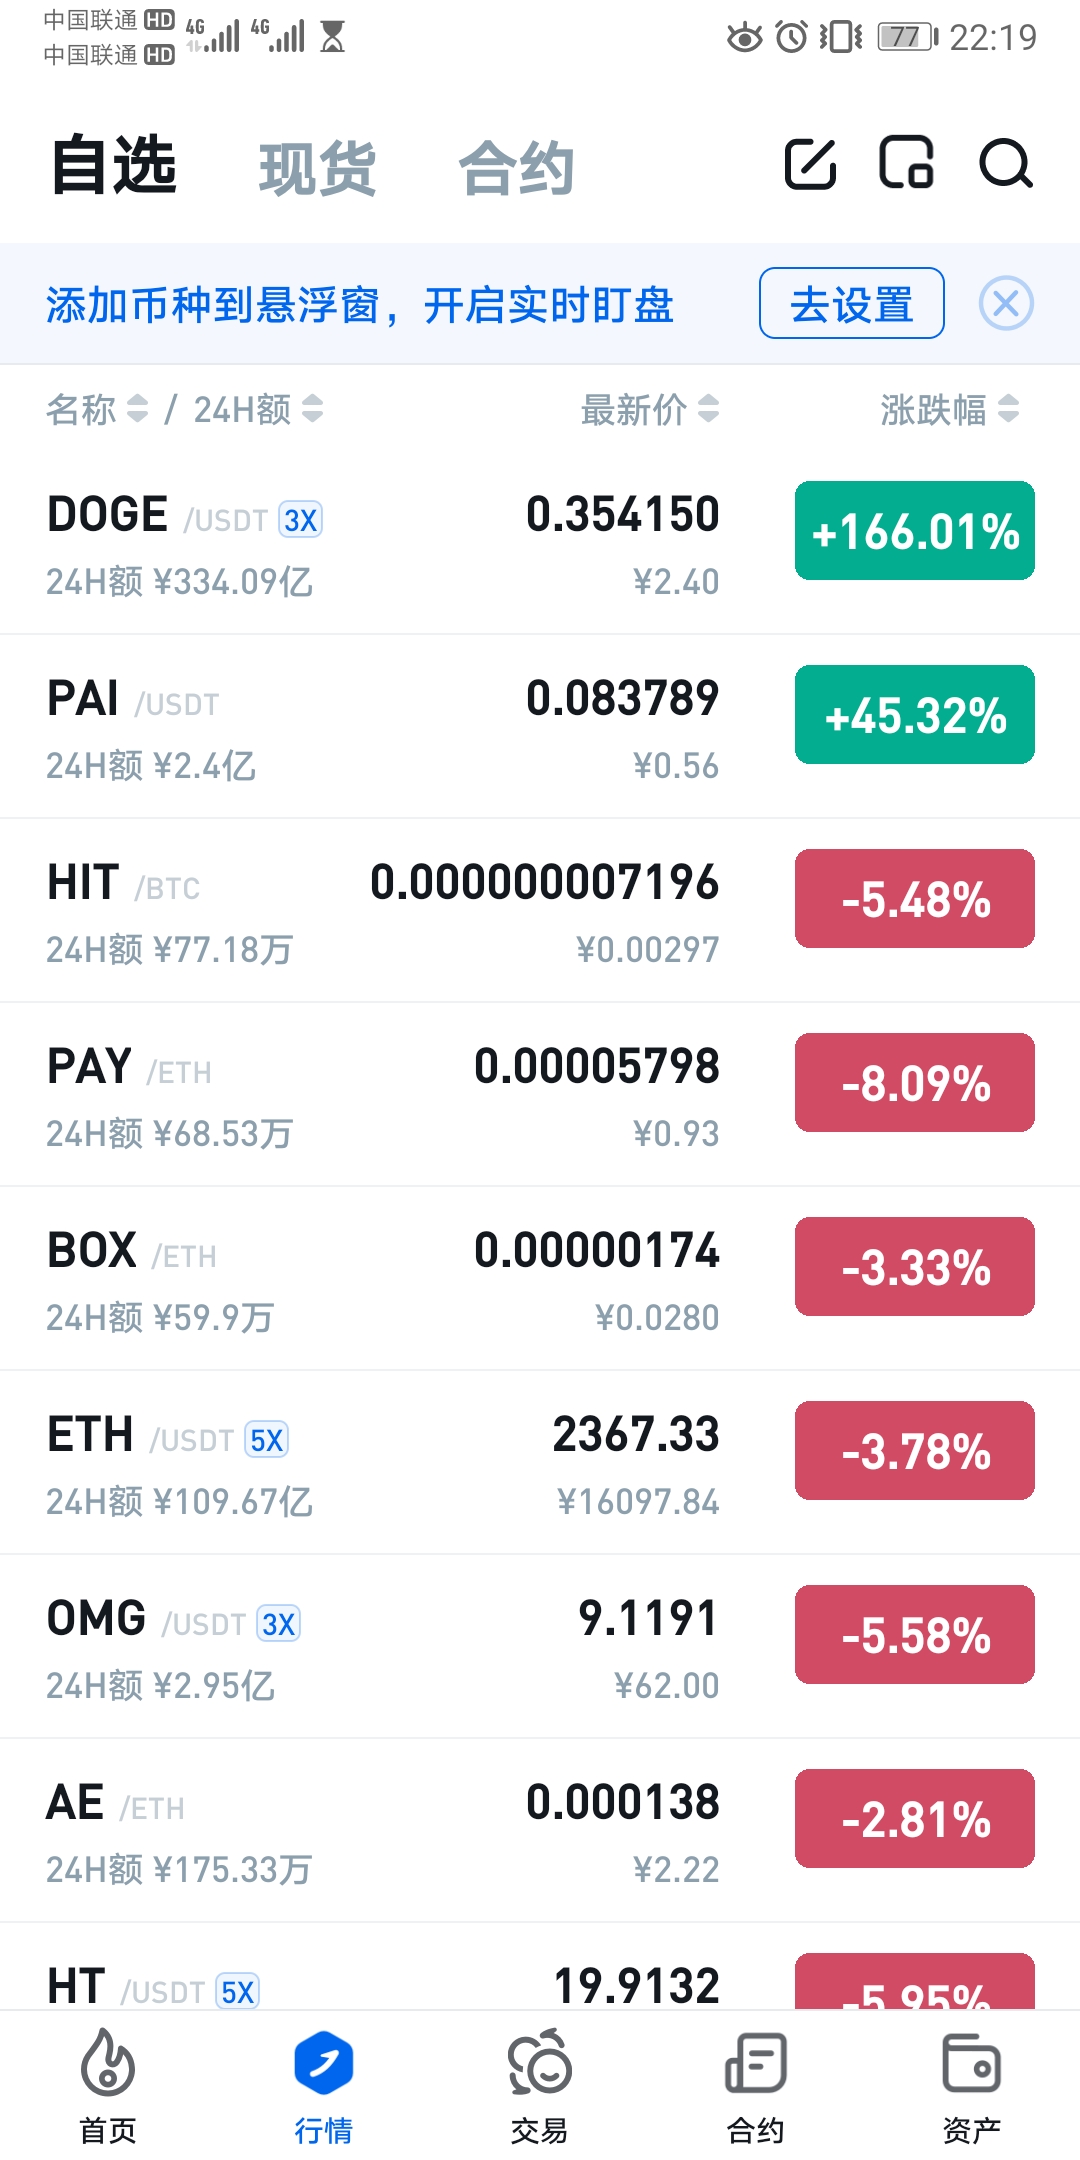 中国联通 HD 4G 4G 77 22:19
中国联通 HD
自选 现货 合约
添加币种到悬浮窗，开启实时盯盘 去设置
名称 / 24H额 最新价 涨跌幅
DOGE /USDT 3X 0.354150 +166.01%
24H额 ¥334.09亿 ¥2.40
PAI /USDT 0.083789 +45.32%
24H额 ¥2.4亿 ¥0.56
HIT /BTC 0.000000007196 -5.48%
24H额 ¥77.18万 ¥0.00297
PAY /ETH 0.00005798 -8.09%
24H额 ¥68.53万 ¥0.93
BOX /ETH 0.00000174 -3.33%
24H额 ¥59.9万 ¥0.0280
ETH /USDT 5X 2367.33 -3.78%
24H额 ¥109.67亿 ¥16097.84
OMG /USDT 3X 9.1191 -5.58%
24H额 ¥2.95亿 ¥62.00
AE /ETH 0.000138 -2.81%
24H额 ¥175.33万 ¥2.22
HT /USDT 5X 19.9132 -5.95%
首页 行情 交易 合约 资产